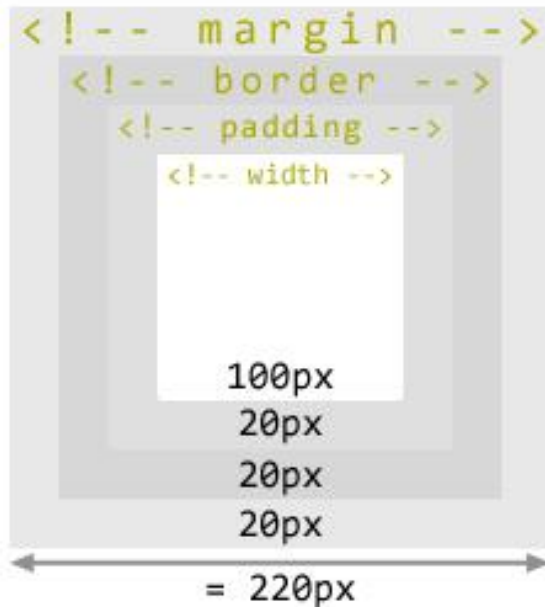 <!-- margin -->
<!-- border -->
<!-- padding -->
<!-- width -->
100px
20px
20px
20px
= 220px